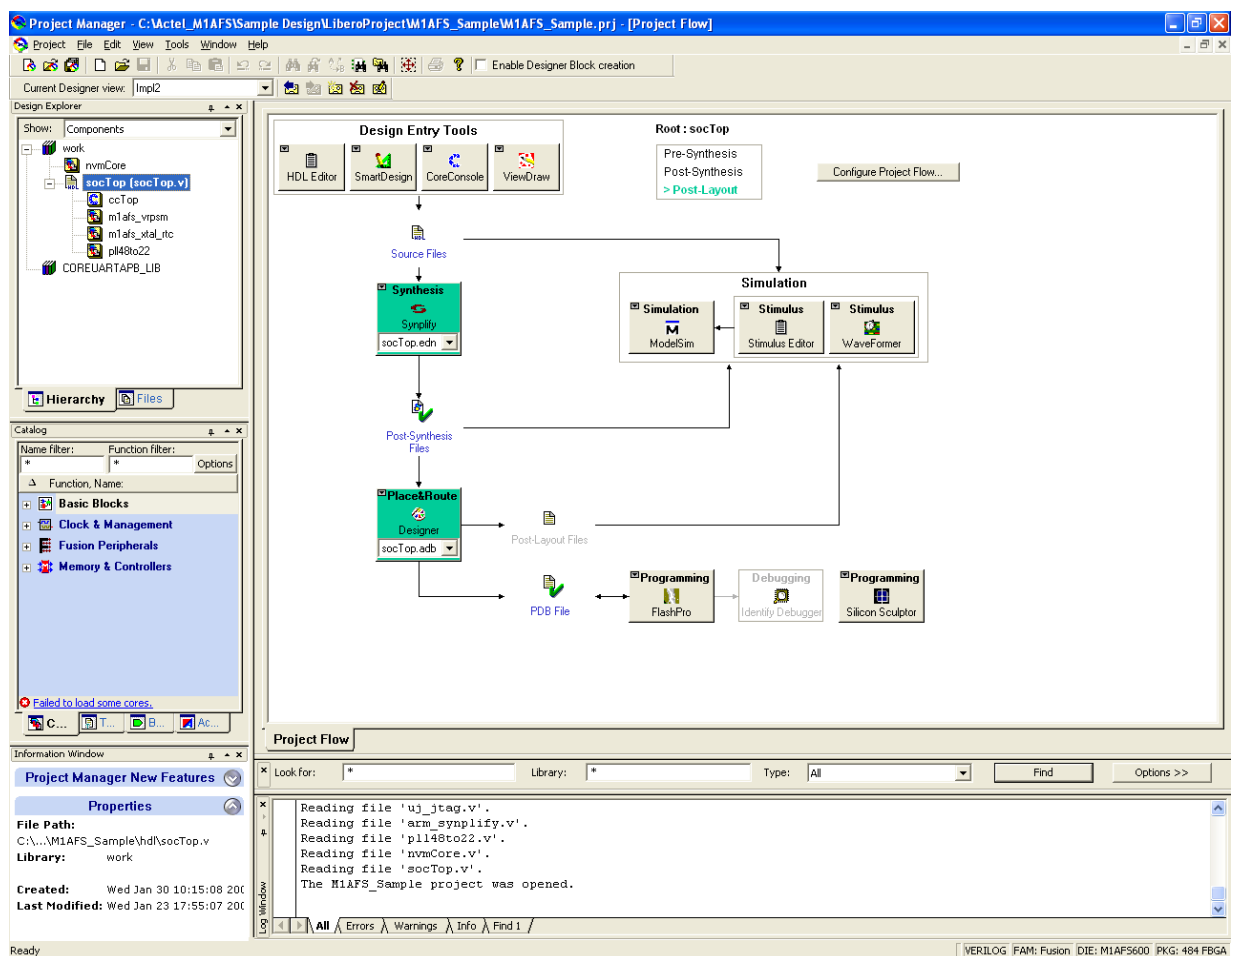 Project Manager - C:\Actel_M1AFS\Sample Design\LiberoProject\M1AFS_Sample\M1AFS_Sample.prj - [Project Flow]
Project File Edit View Tools Window Help
Enable Designer Block creation
Current Designer view: Impl2
Design Explorer
Show: Components
work
nvmCore
socTop (socTop.v)
ccTop
m1afs_vrpsm
m1afs_xtal_rtc
pll48to22
COREUARTAPB_LIB
Hierarchy Files
Catalog
Name filter: Function filter:
* * Options
Function, Name:
Basic Blocks
Clock & Management
Fusion Peripherals
Memory & Controllers
Failed to load some cores.
C... T... B... Ac...
Information Window
Project Manager New Features
Properties
File Path:
C:\...\M1AFS_Sample\hdl\socTop.v
Library: work
Created: Wed Jan 30 10:15:08 200
Last Modified: Wed Jan 23 17:55:07 200
Design Entry Tools
HDL Editor SmartDesign CoreConsole ViewDraw
Root : socTop
Pre-Synthesis
Post-Synthesis
> Post-Layout
Configure Project Flow...
Source Files
Synthesis
Synplify
socTop.edn
Simulation
Simulation Stimulus Stimulus
ModelSim Stimulus Editor WaveFormer
Post-Synthesis
Files
Place&Route
Designer
socTop.adb
Post-Layout Files
PDB File
Programming Debugging Programming
FlashPro Identify Debugger Silicon Sculptor
Project Flow
Look for: * Library: * Type: All Find Options >>
Reading file 'uj_jtag.v'.
Reading file 'arm_synplify.v'.
Reading file 'pll48to22.v'.
Reading file 'nvmCore.v'.
Reading file 'socTop.v'.
The M1AFS_Sample project was opened.
Log Window
All Errors Warnings Info Find 1
Ready
VERILOG FAM: Fusion DIE: M1AFS600 PKG: 484 FBGA